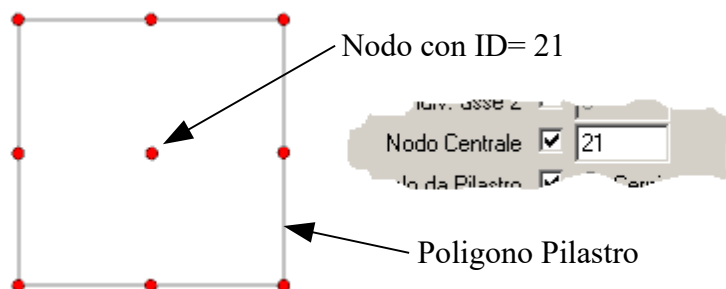 Nodo con ID= 21
Nodo Centrale 21
Poligono Pilastro